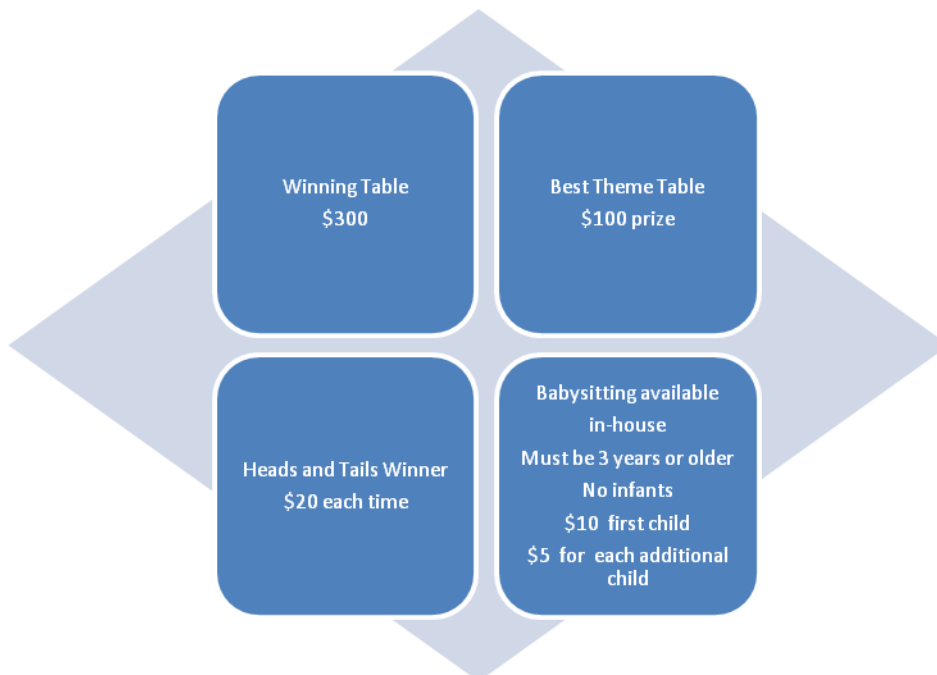 Winning Table
$300
Best Theme Table
$100 prize
Heads and Tails Winner
$20 each time
Babysitting available
in-house
Must be 3 years or older
No infants
$10 first child
$5 for each additional
child